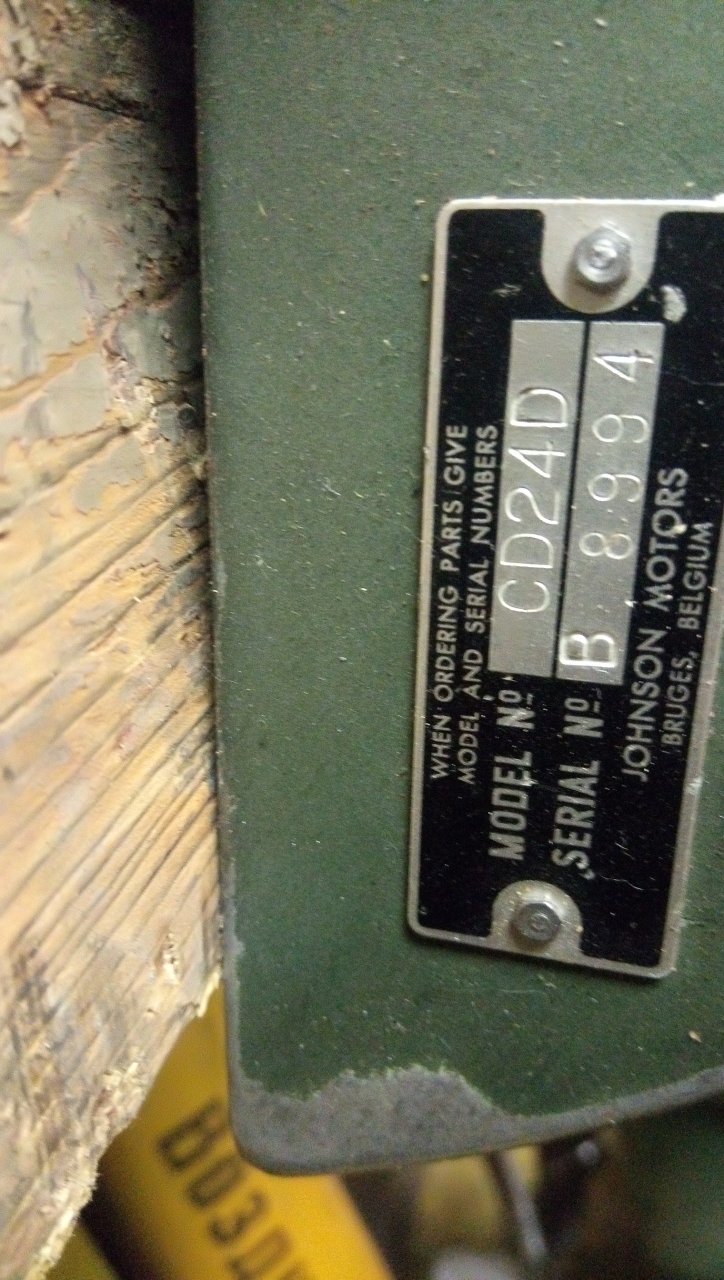 WHEN ORDERING PARTS GIVE
MODEL AND SERIAL NUMBERS
MODEL Nº CD24D
SERIAL Nº B 8994
JOHNSON MOTORS
BRUGES, BELGIUM